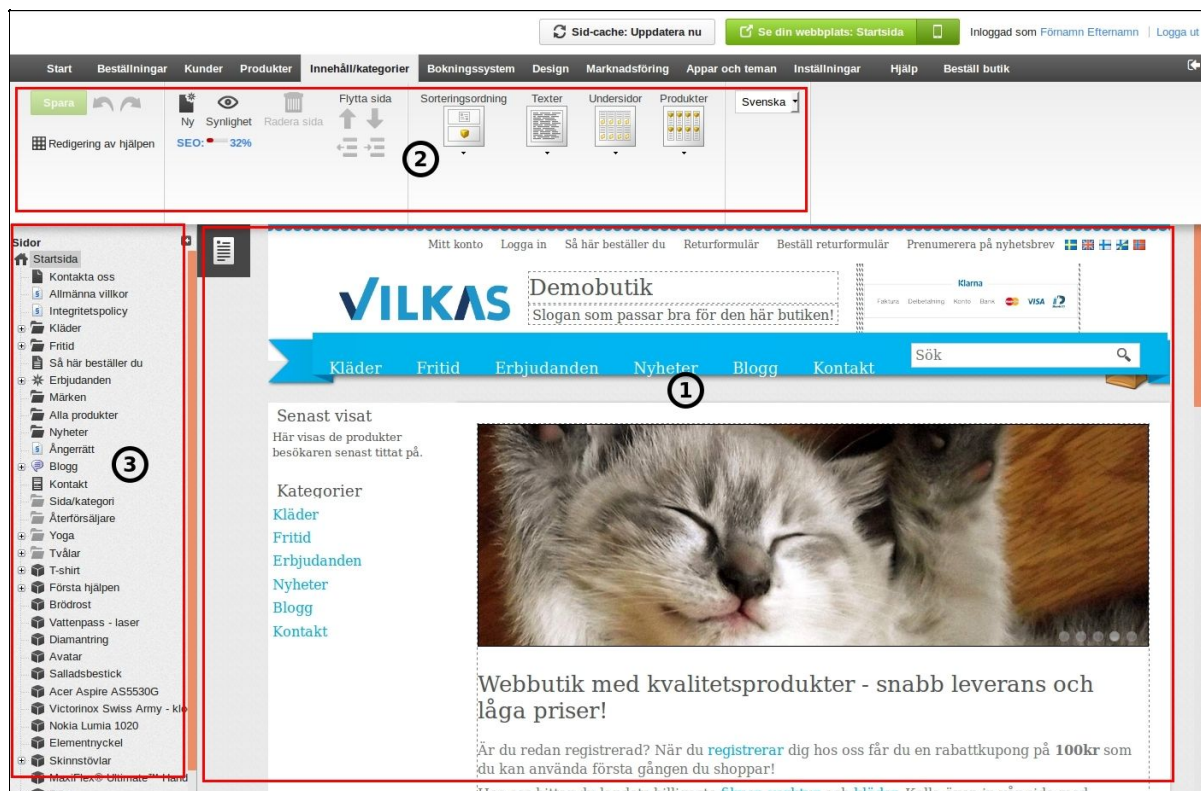 Sid-cache: Uppdatera nu
Se din webbplats: Startsida
Inloggad som Förnamn Efternamn | Logga ut
Start Beställningar Kunder Produkter Innehåll/kategorier Bokningssystem Design Marknadsföring Appar och teman Inställningar Hjälp Beställ butik
Spara
Redigering av hjälpen
Ny Synlighet Radera sida
SEO: 32%
Flytta sida
Sorteringsordning Texter Undersidor Produkter
Svenska
2
Sidor
Startsida
Kontakta oss
Allmänna villkor
Integritetspolicy
Kläder
Fritid
Så här beställer du
Erbjudanden
Märken
Alla produkter
Nyheter
Ångerrätt
Blogg
Kontakt
Sida/kategori
Återförsäljare
Yoga
Tvålar
T-shirt
Första hjälpen
Brödrost
Vattenpass - laser
Diamantring
Avatar
Salladsbestick
Acer Aspire AS5530G
Victorinox Swiss Army - klo
Nokia Lumia 1020
Elementnyckel
Skinnstövlar
MaxiFlex® Ultimate™ Hand
3
Mitt konto Logga in Så här beställer du Returformulär Beställ returformulär Prenumerera på nyhetsbrev
VILKAS
Demobutik
Slogan som passar bra för den här butiken!
Klarna
Faktura Delbetalning Konto Bank VISA
Kläder Fritid Erbjudanden Nyheter Blogg Kontakt
Sök
1
Senast visat
Här visas de produkter
besökaren senast tittat på.
Kategorier
Kläder
Fritid
Erbjudanden
Nyheter
Blogg
Kontakt
Webbutik med kvalitetsprodukter - snabb leverans och
låga priser!
Är du redan registrerad? När du registrerar dig hos oss får du en rabattkupong på 100kr som
du kan använda första gången du shoppar!